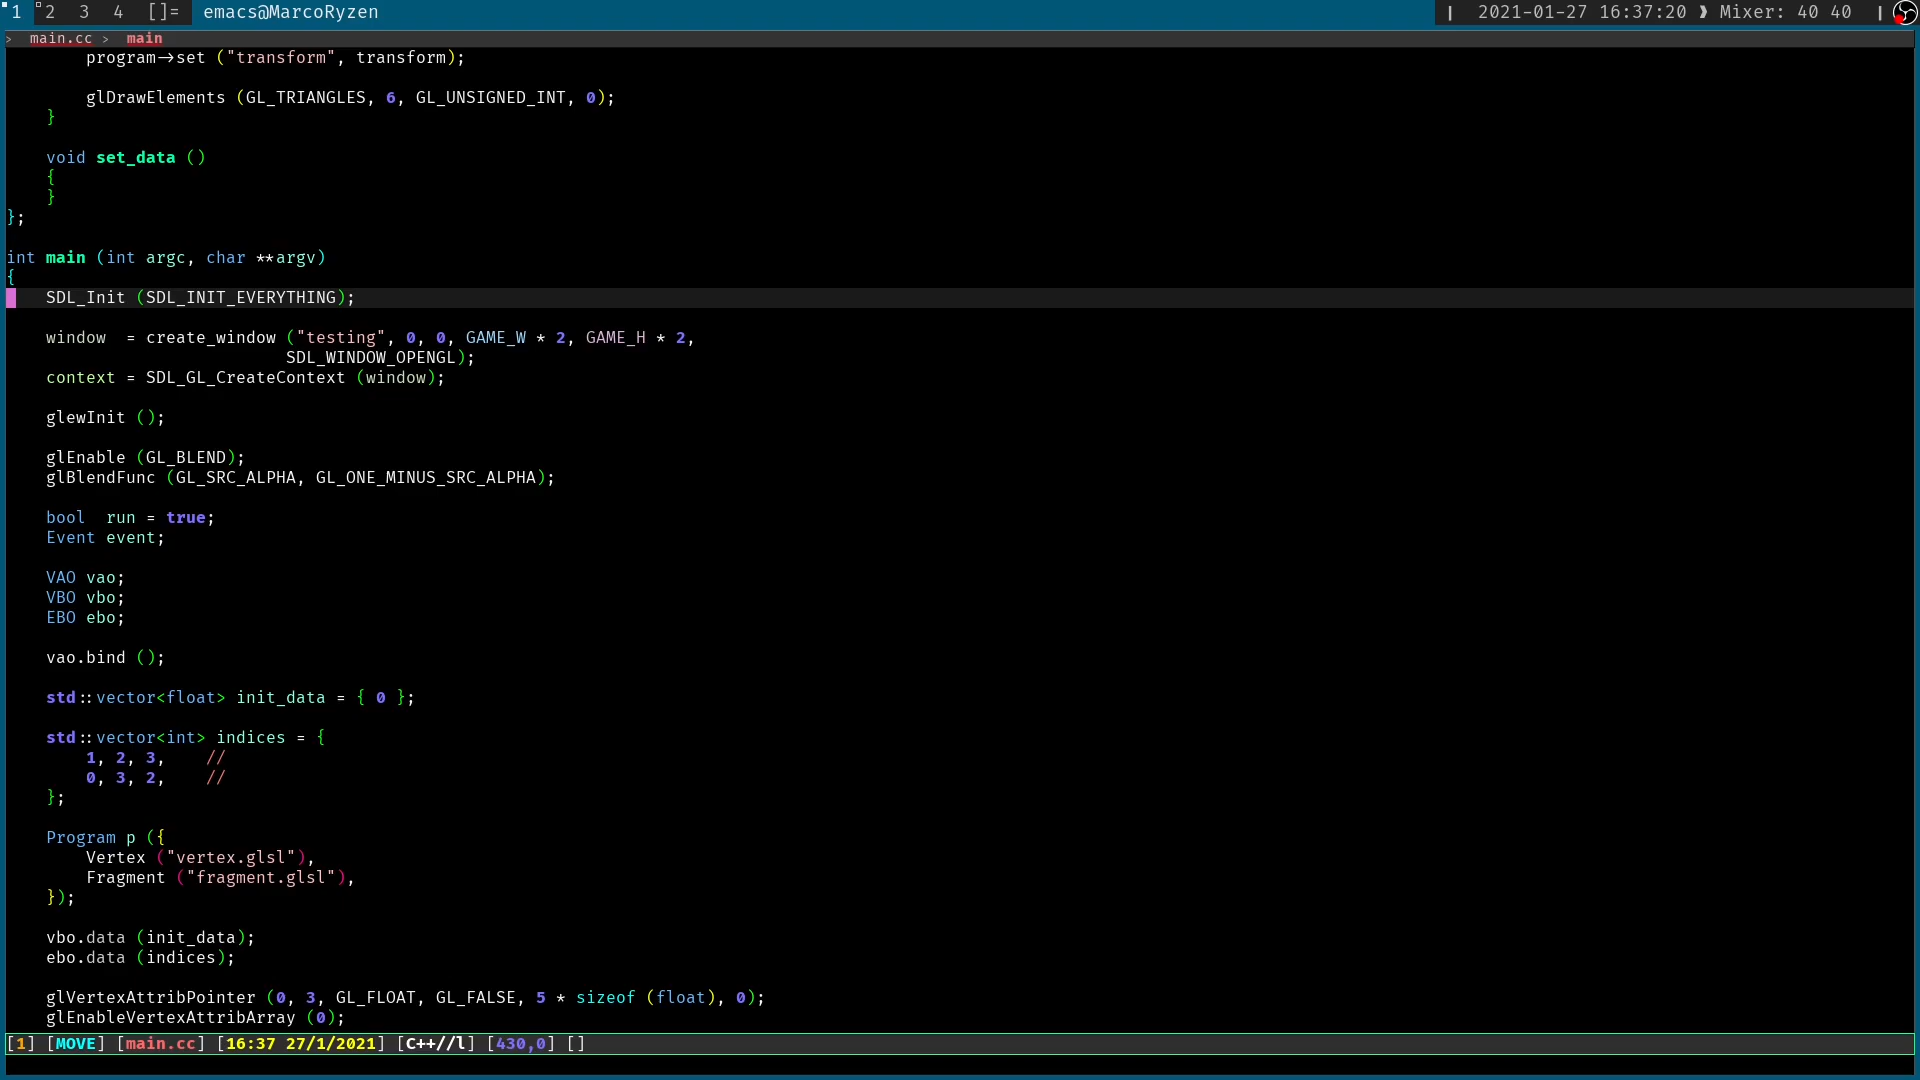 1 2 3 4 []= emacs@MarcoRyzen | 2021-01-27 16:37:20 ❱ Mixer: 40 40 |
> main.cc > main
program->set ("transform", transform);
glDrawElements (GL_TRIANGLES, 6, GL_UNSIGNED_INT, 0);
}
void set_data ()
{
}
};
int main (int argc, char **argv)
{
SDL_Init (SDL_INIT_EVERYTHING);
window  = create_window ("testing", 0, 0, GAME_W * 2, GAME_H * 2,
SDL_WINDOW_OPENGL);
context = SDL_GL_CreateContext (window);
glewInit ();
glEnable (GL_BLEND);
glBlendFunc (GL_SRC_ALPHA, GL_ONE_MINUS_SRC_ALPHA);
bool  run = true;
Event event;
VAO vao;
VBO vbo;
EBO ebo;
vao.bind ();
std::vector<float> init_data = { 0 };
std::vector<int> indices = {
1, 2, 3,    //
0, 3, 2,    //
};
Program p ({
Vertex ("vertex.glsl"),
Fragment ("fragment.glsl"),
});
vbo.data (init_data);
ebo.data (indices);
glVertexAttribPointer (0, 3, GL_FLOAT, GL_FALSE, 5 * sizeof (float), 0);
glEnableVertexAttribArray (0);
[1] [MOVE] [main.cc] [16:37 27/1/2021] [C++//l] [430,0] []